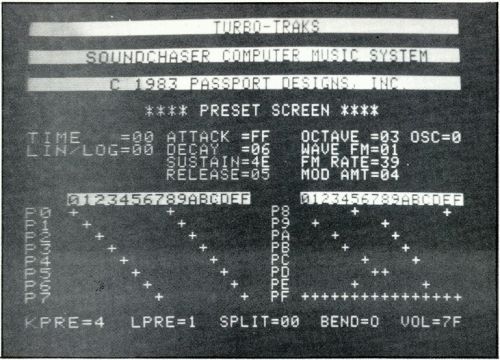 TURBO-TRAKS
SOUNDCHASER COMPUTER MUSIC SYSTEM
C 1983 PASSPORT DESIGNS, INC.
**** PRESET SCREEN ****
TIME =00 ATTACK =FF OCTAVE =03 OSC=0
LIN/LOG=00 DECAY =06 WAVE FM=01
SUSTAIN=4E FM RATE=39
RELEASE=05 MOD AMT=04
0123456789ABCDEF 0123456789ABCDEF
P0 + + P8 + +
P1 + + P9 + +
P2 + + PA + +
P3 + + PB + +
P4 + + PC + +
P5 + + PD ++
P6 + + PE + +
P7 + PF ++++++++++++++++
KPRE=4 LPRE=1 SPLIT=00 BEND=0 VOL=7F